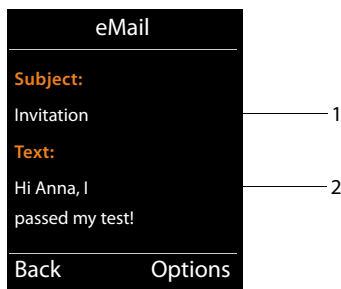 eMail
Subject:
Invitation
1
Text:
Hi Anna, I
2
passed my test!
Back Options